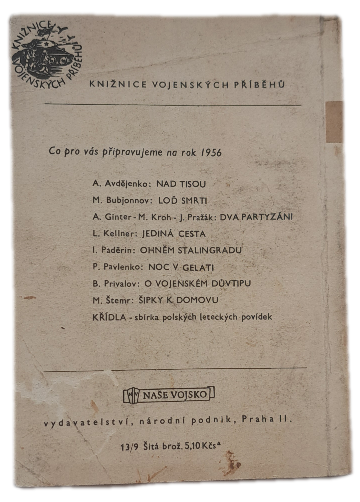 KNIŽNICE
VOJENSKÝCH PŘÍBĚHŮ
KNIŽNICE VOJENSKÝCH PŘÍBĚHŮ
Co pro vás připravujeme na rok 1956
A. Avdějenko: NAD TISOU
M. Bubjonnov: LOĎ SMRTI
A. Ginter - M. Kroh - J. Pražák: DVA PARTYZÁNI
L. Kellner: JEDINÁ CESTA
I. Paděrin: OHNĚM STALINGRADU
P. Pavlenko: NOC V GELATI
B. Privalov: O VOJENSKÉM DŮVTIPU
M. Štemr: ŠIPKY K DOMOVU
KŘÍDLA - sbírka polských leteckých povídek
NAŠE VOJSKO
vydavatelství, národní podnik, Praha II.
13/9 Šitá brož. 5,10 Kčs